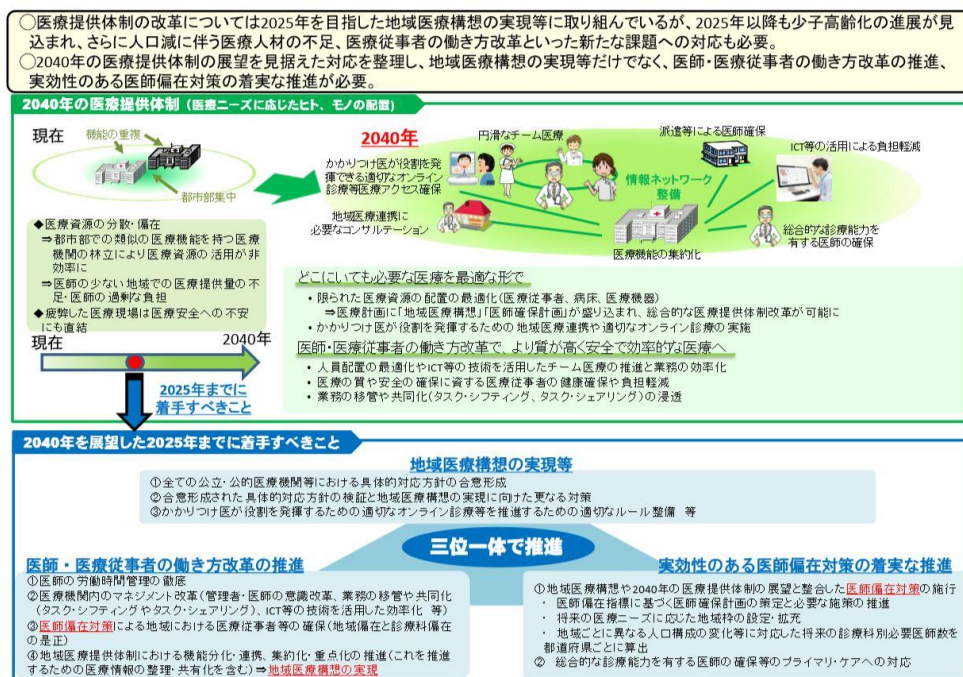 ○医療提供体制の改革については2025年を目指した地域医療構想の実現等に取り組んでいるが、2025年以降も少子高齢化の進展が見
込まれ、さらに人口減に伴う医療人材の不足、医療従事者の働き方改革といった新たな課題への対応も必要。
○2040年の医療提供体制の展望を見据えた対応を整理し、地域医療構想の実現等だけでなく、医師・医療従事者の働き方改革の推進、
実効性のある医師偏在対策の着実な推進が必要。
2040年の医療提供体制(医療ニーズに応じたヒト、モノの配置)
現在
機能の重複
都市部集中
◆医療資源の分散・偏在
⇒都市部での類似の医療機能を持つ医療
機関の林立により医療資源の活用が非
効率に
⇒医師の少ない地域での医療提供量の不
足・医師の過剰な負担
◆疲弊した医療現場は医療安全への不安
にも直結
2040年
円滑なチーム医療
派遣等による医師確保
ICT等の活用による負担軽減
かかりつけ医が役割を発
揮できる適切なオンライン
診療等医療アクセス確保
情報ネットワーク
整備
地域医療連携に
必要なコンサルテーション
医療機能の集約化
総合的な診療能力を
有する医師の確保
どこにいても必要な医療を最適な形で
・限られた医療資源の配置の最適化(医療従事者、病床、医療機器)
⇒医療計画に「地域医療構想」「医師確保計画」が盛り込まれ、総合的な医療提供体制改革が可能に
・かかりつけ医が役割を発揮するための地域医療連携や適切なオンライン診療の実施
医師・医療従事者の働き方改革で、より質が高く安全で効率的な医療へ
・人員配置の最適化やICT等の技術を活用したチーム医療の推進と業務の効率化
・医療の質や安全の確保に資する医療従事者の健康確保や負担軽減
・業務の移管や共同化(タスク・シフティング、タスク・シェアリング)の浸透
現在
2040年
2025年までに
着手すべきこと
2040年を展望した2025年までに着手すべきこと
地域医療構想の実現等
①全ての公立・公的医療機関等における具体的対応方針の合意形成
②合意形成された具体的対応方針の検証と地域医療構想の実現に向けた更なる対策
③かかりつけ医が役割を発揮するための適切なオンライン診療等を推進するための適切なルール整備 等
三位一体で推進
医師・医療従事者の働き方改革の推進
①医師の労働時間管理の徹底
②医療機関内のマネジメント改革(管理者・医師の意識改革、業務の移管や共同化
(タスク・シフティングやタスク・シェアリング)、ICT等の技術を活用した効率化 等)
③医師偏在対策による地域における医療従事者等の確保(地域偏在と診療科偏在
の是正)
④地域医療提供体制における機能分化・連携、集約化・重点化の推進(これを推進
するための医療情報の整理・共有化を含む)⇒地域医療構想の実現
実効性のある医師偏在対策の着実な推進
①地域医療構想や2040年の医療提供体制の展望と整合した医師偏在対策の施行
・ 医師偏在指標に基づく医師確保計画の策定と必要な施策の推進
・ 将来の医療ニーズに応じた地域枠の設定・拡充
・ 地域ごとに異なる人口構成の変化等に対応した将来の診療科別必要医師数を
都道府県ごとに算出
② 総合的な診療能力を有する医師の確保等のプライマリ・ケアへの対応